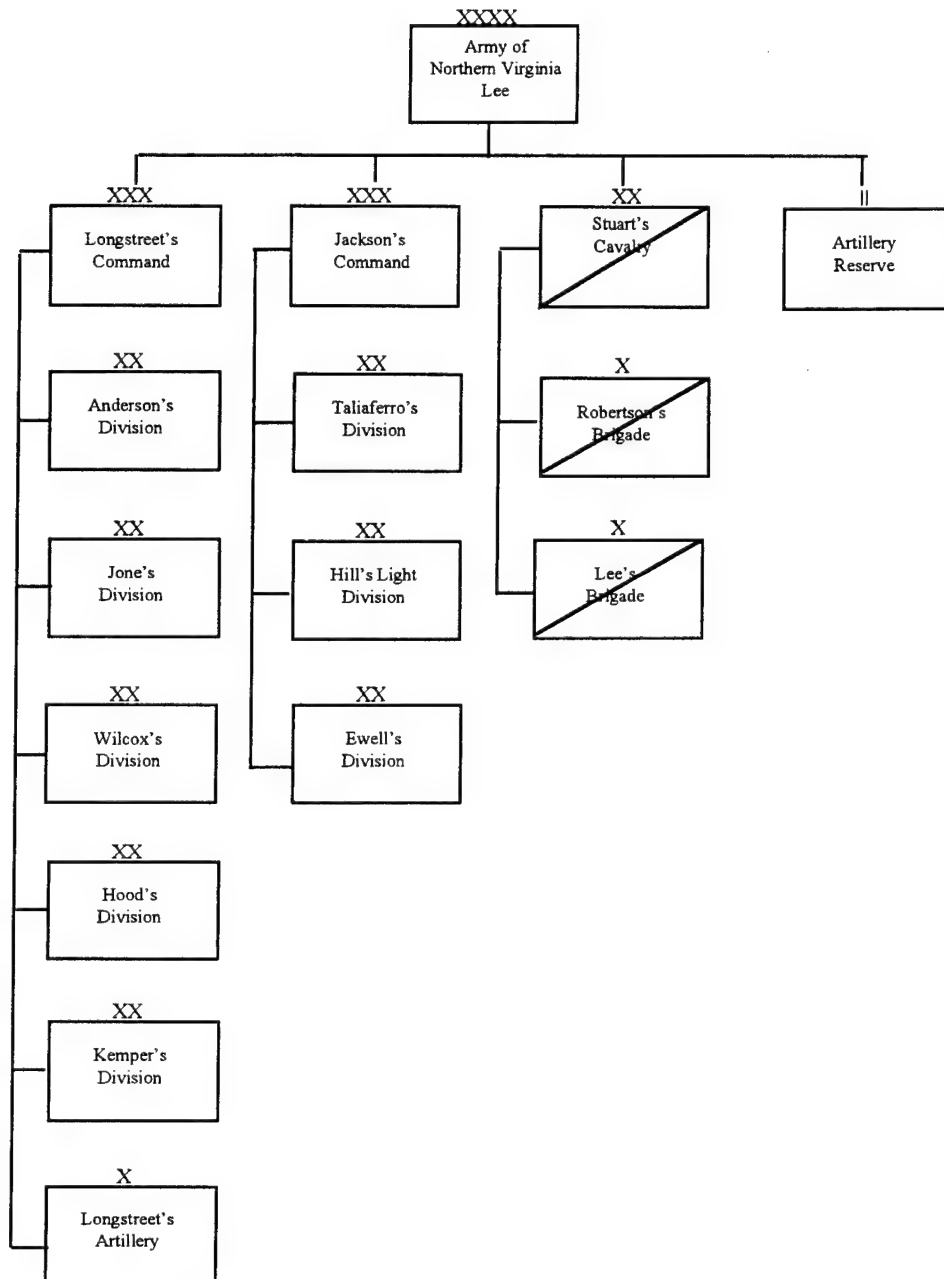 XXXX
Army of
Northern Virginia
Lee
XXX
Longstreet's
Command
XXX
Jackson's
Command
XX
Stuart's
Cavalry
II
Artillery
Reserve
XX
Anderson's
Division
XX
Taliaferro's
Division
X
Robertson's
Brigade
XX
Jone's
Division
XX
Hill's Light
Division
X
Lee's
Brigade
XX
Wilcox's
Division
XX
Ewell's
Division
XX
Hood's
Division
XX
Kemper's
Division
X
Longstreet's
Artillery